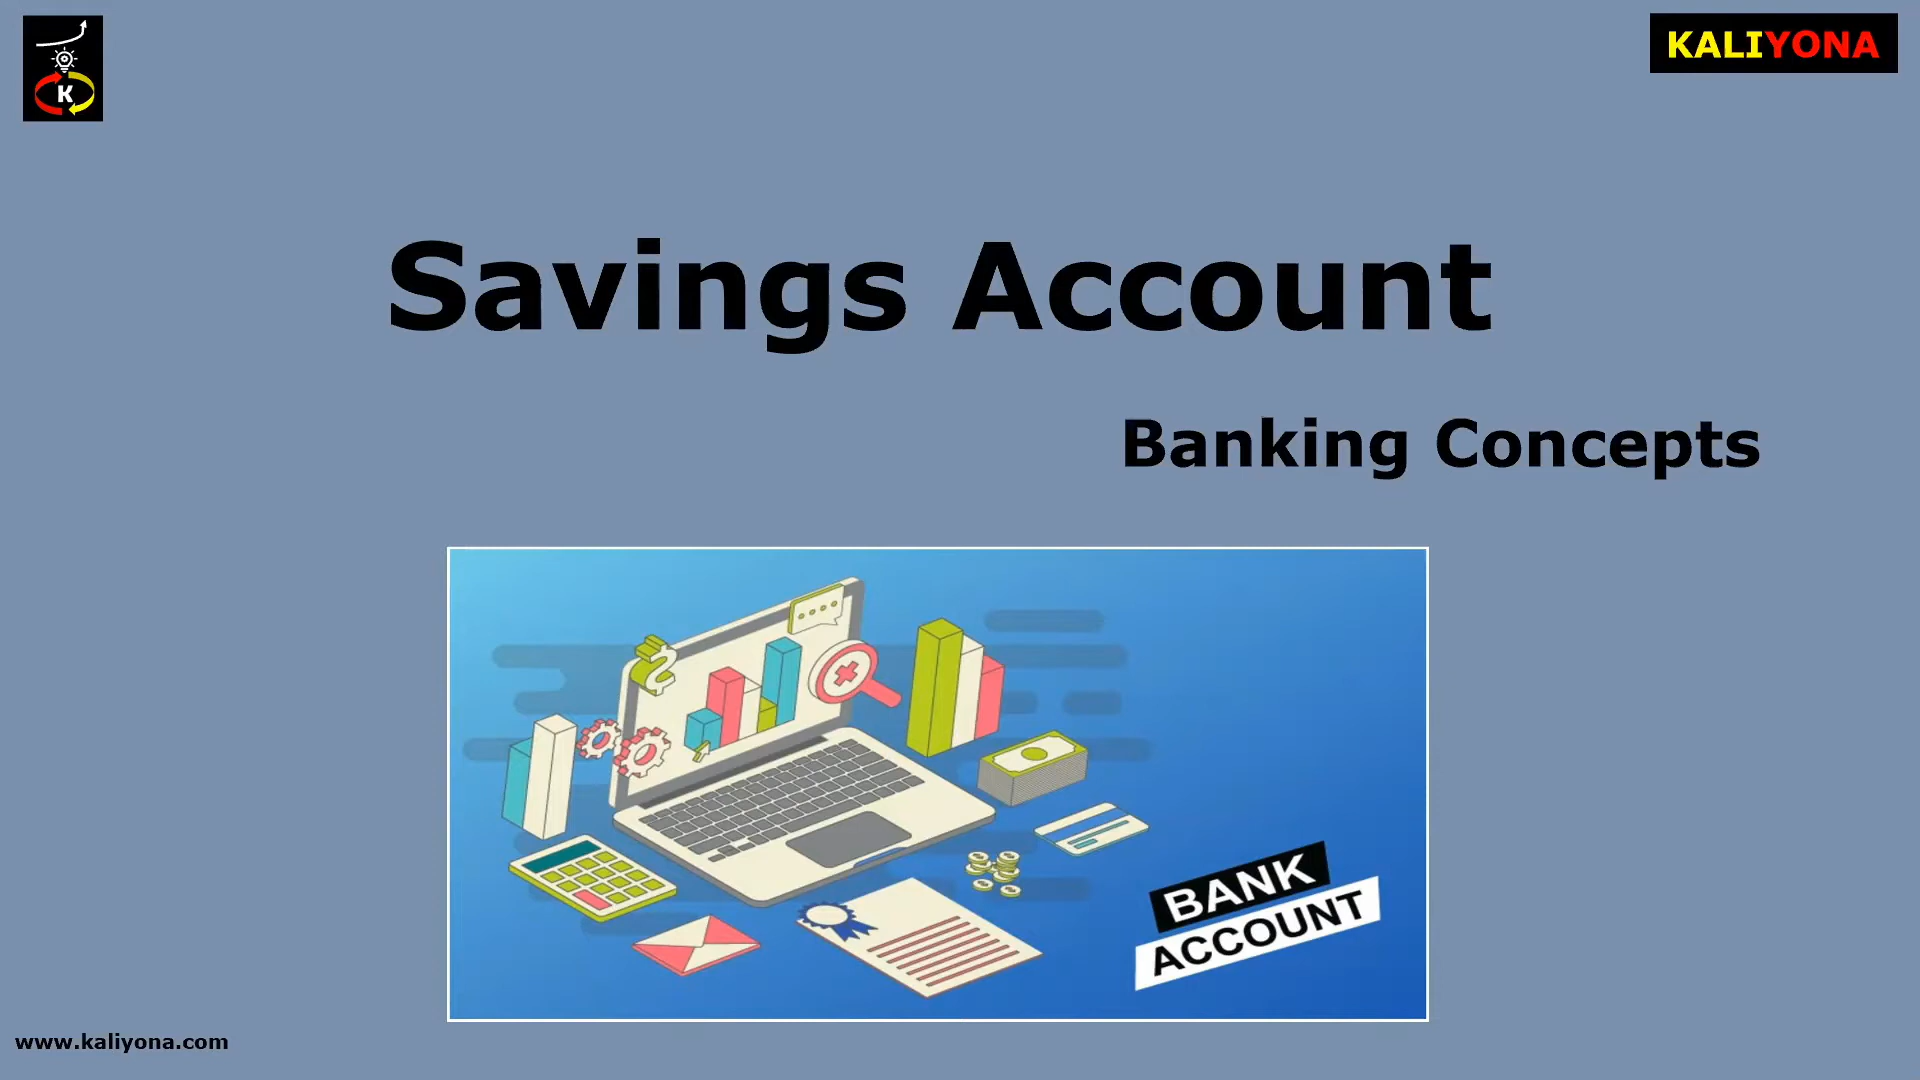 K
KALIYONA
Savings Account
Banking Concepts
BANK
ACCOUNT
www.kaliyona.com